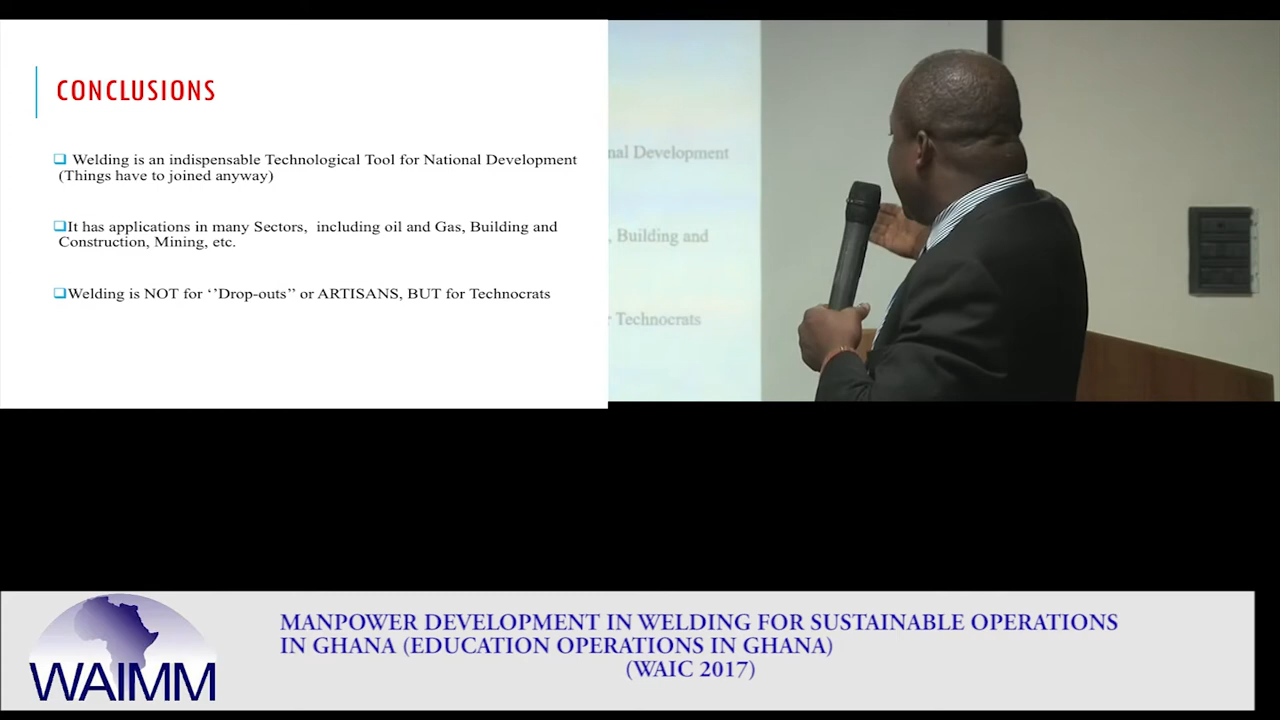 CONCLUSIONS
Welding is an indispensable Technological Tool for National Development
(Things have to joined anyway)
It has applications in many Sectors, including oil and Gas, Building and
Construction, Mining, etc.
Welding is NOT for ‘’Drop-outs’’ or ARTISANS, BUT for Technocrats
nal Development
, Building and
r Technocrats
WAIMM
MANPOWER DEVELOPMENT IN WELDING FOR SUSTAINABLE OPERATIONS
IN GHANA (EDUCATION OPERATIONS IN GHANA)
(WAIC 2017)